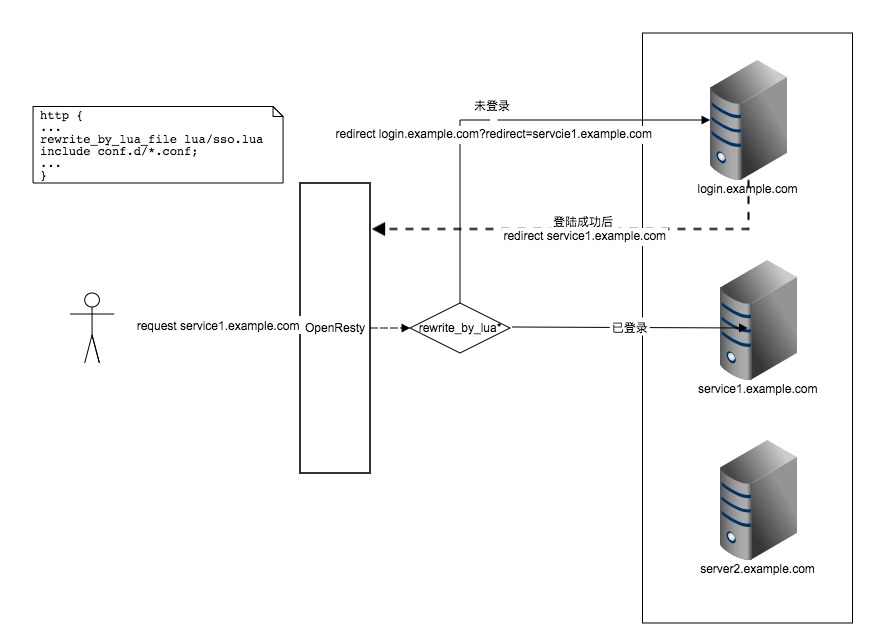 http {
...
rewrite_by_lua_file lua/sso.lua
include conf.d/*.conf;
...
}
未登录
redirect login.example.com?redirect=servcie1.example.com
login.example.com
登陆成功后
redirect service1.example.com
request service1.example.com
OpenResty
rewrite_by_lua*
已登录
service1.example.com
server2.example.com